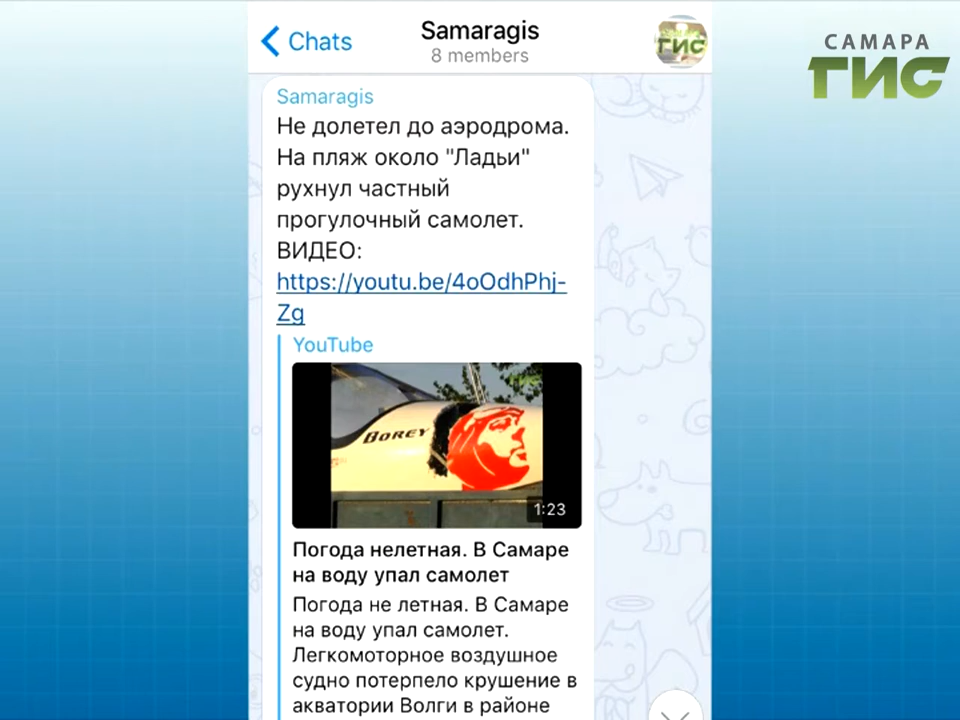 Chats
Samaragis
8 members
ГИС
САМАРА
ГИС
Samaragis
Не долетел до аэродрома.
На пляж около "Ладьи"
рухнул частный
прогулочный самолет.
ВИДЕО:
https://youtu.be/4oOdhPhj-
Zg
YouTube
BOREY
1:23
Погода нелетная. В Самаре
на воду упал самолет
Погода не летная. В Самаре
на воду упал самолет.
Легкомоторное воздушное
судно потерпело крушение в
акватории Волги в районе